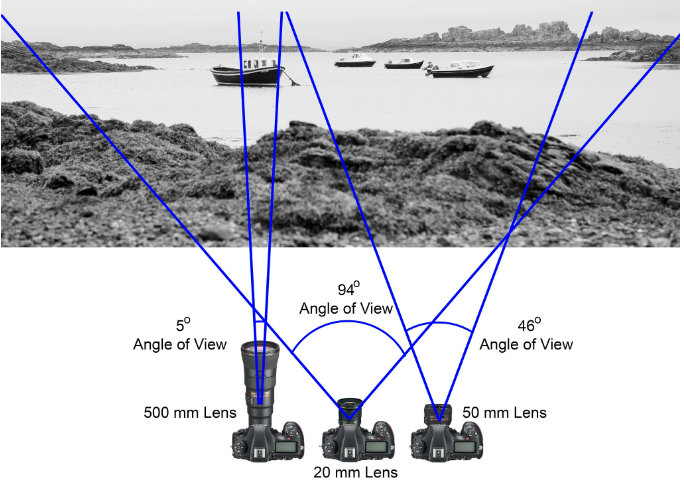 94°
Angle of View
5°
Angle of View
46°
Angle of View
500 mm Lens
50 mm Lens
20 mm Lens